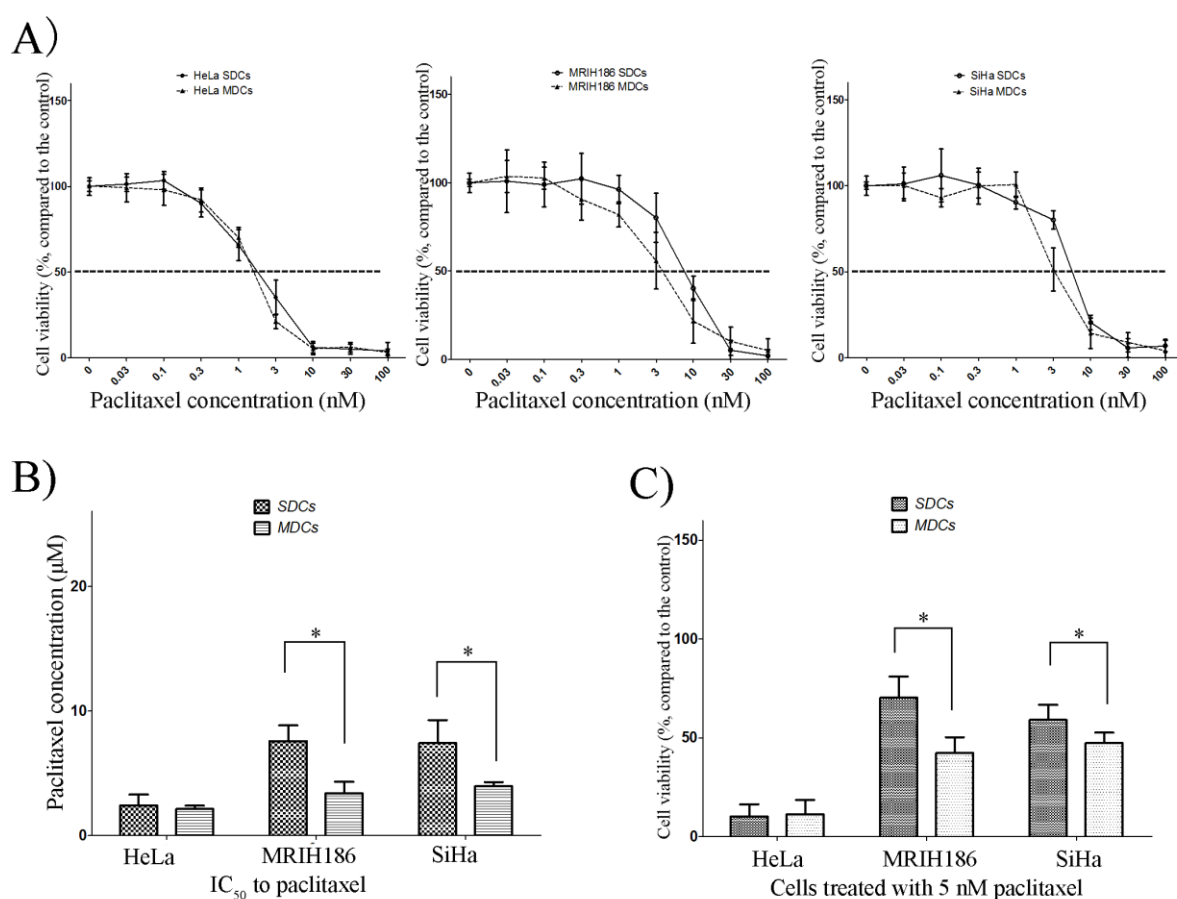 A)
HeLa SDCs
HeLa MDCs
Cell viability (%, compared to the control)
150
100
50
0
0 0.03 0.1 0.3 1 3 10 30 100
Paclitaxel concentration (nM)
MRIH186 SDCs
MRIH186 MDCs
Cell viability (%, compared to the control)
150
100
50
0
0 0.03 0.1 0.3 1 3 10 30 100
Paclitaxel concentration (nM)
SiHa SDCs
SiHa MDCs
Cell viability (%, compared to the control)
150
100
50
0
0 0.03 0.1 0.3 1 3 10 30 100
Paclitaxel concentration (nM)
B)
SDCs
MDCs
Paclitaxel concentration (μM)
20
10
0
*
*
HeLa MRIH186 SiHa
IC50 to paclitaxel
C)
SDCs
MDCs
Cell viability (%, compared to the control)
150
100
50
0
*
*
HeLa MRIH186 SiHa
Cells treated with 5 nM paclitaxel